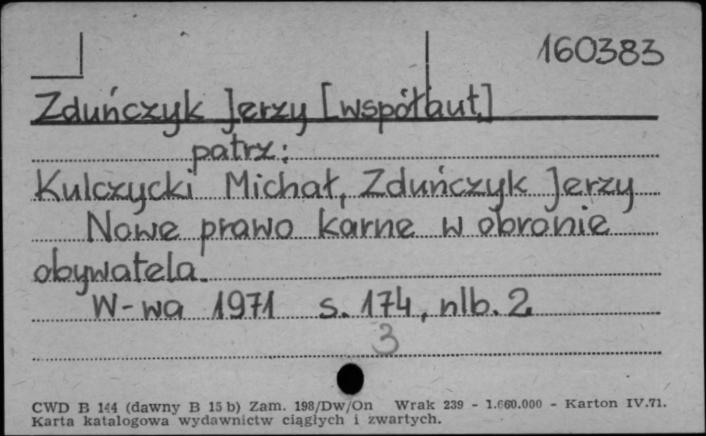 160383
Zduńczyk Jerzy [współaut.]
patrz:
Kulczycki Michał, Zduńczyk Jerzy
Nowe prawo karne w obronie
obywatela.
W-wa 1971 s. 174, nlb. 2
3
CWD B 144 (dawny B 15 b) Zam. 198/Dw/On Wrak 239 - 1.660.000 - Karton IV.71.
Karta katalogowa wydawnictw ciągłych i zwartych.